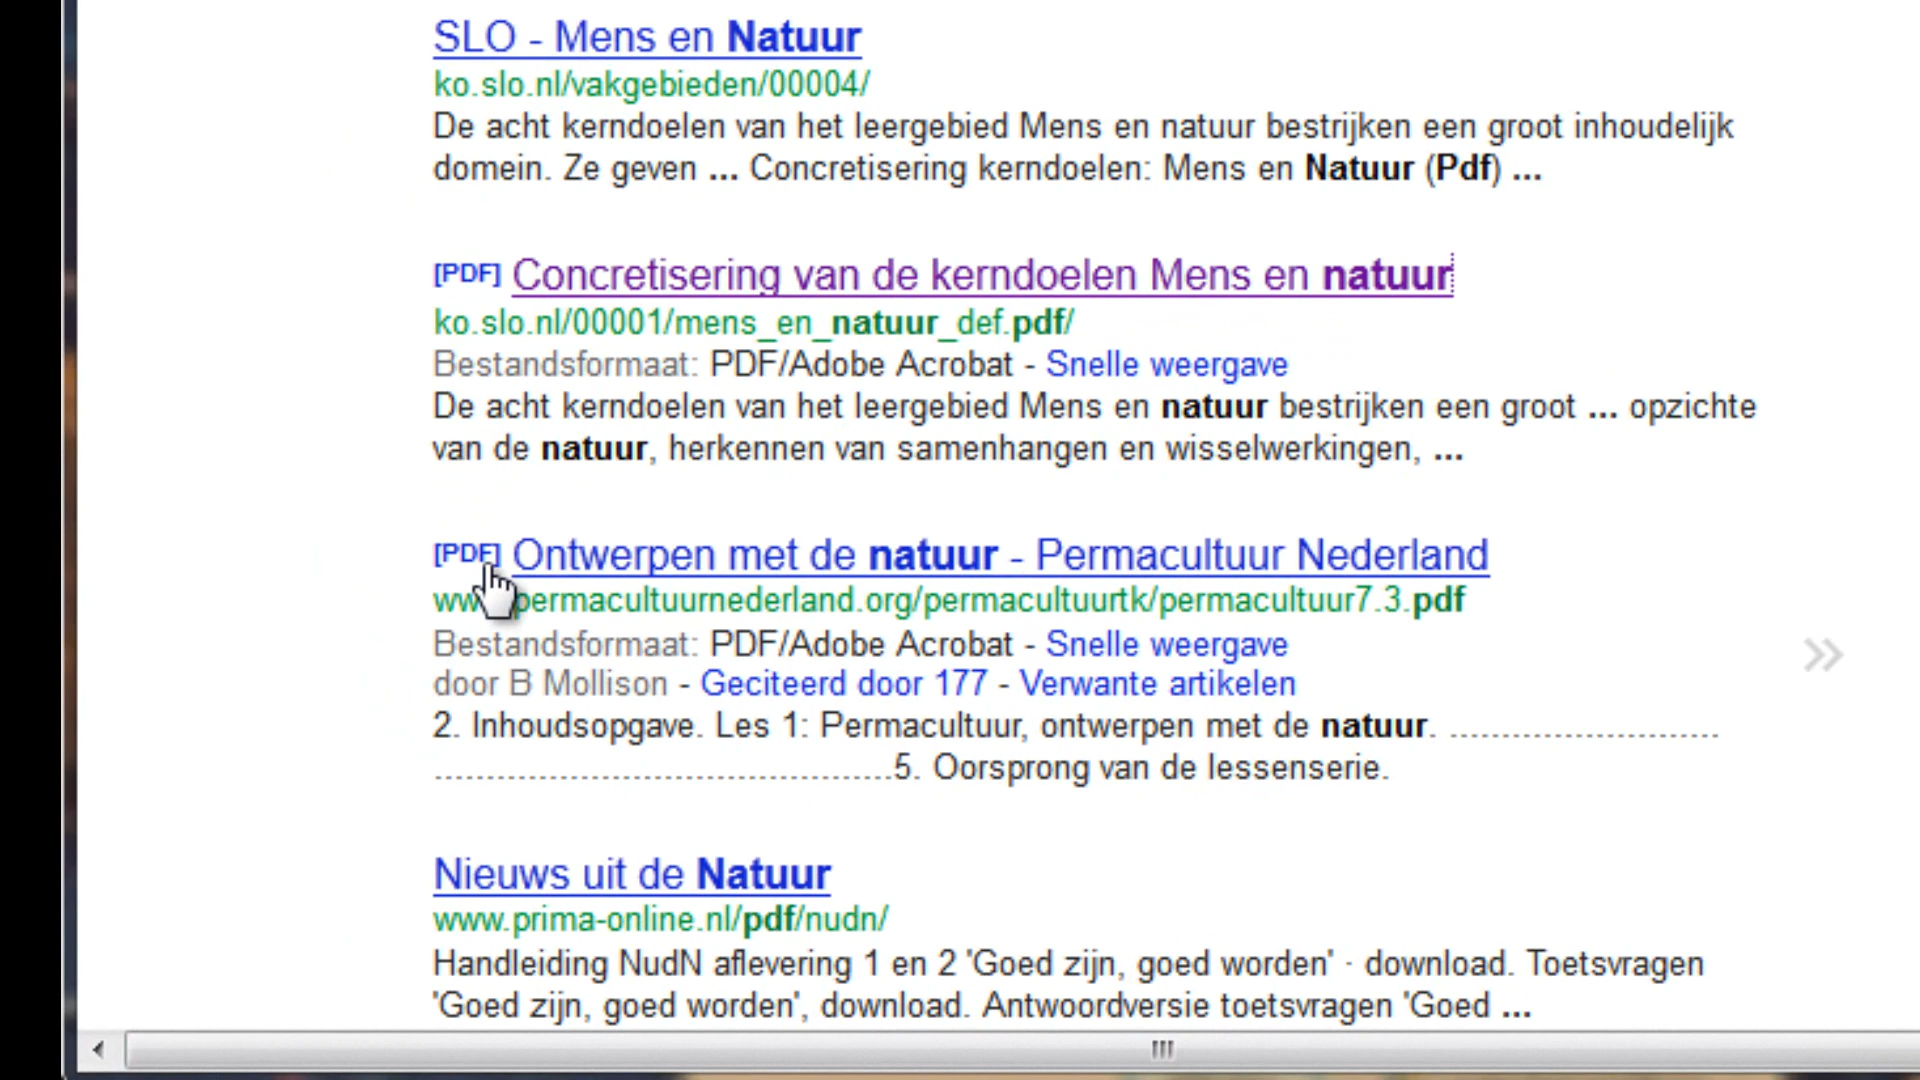 SLO - Mens en Natuur
ko.slo.nl/vakgebieden/00004/
De acht kerndoelen van het leergebied Mens en natuur bestrijken een groot inhoudelijk
domein. Ze geven ... Concretisering kerndoelen: Mens en Natuur (Pdf) ...
[PDF] Concretisering van de kerndoelen Mens en natuur
ko.slo.nl/00001/mens_en_natuur_def.pdf/
Bestandsformaat: PDF/Adobe Acrobat - Snelle weergave
De acht kerndoelen van het leergebied Mens en natuur bestrijken een groot ... opzichte
van de natuur, herkennen van samenhangen en wisselwerkingen, ...
[PDF] Ontwerpen met de natuur - Permacultuur Nederland
www.permacultuurnederland.org/permacultuurtk/permacultuur7.3.pdf
Bestandsformaat: PDF/Adobe Acrobat - Snelle weergave
door B Mollison - Geciteerd door 177 - Verwante artikelen
2. Inhoudsopgave. Les 1: Permacultuur, ontwerpen met de natuur. ..........................
............................................5. Oorsprong van de lessenserie.
Nieuws uit de Natuur
www.prima-online.nl/pdf/nudn/
Handleiding NudN aflevering 1 en 2 'Goed zijn, goed worden' · download. Toetsvragen
'Goed zijn, goed worden', download. Antwoordversie toetsvragen 'Goed ...